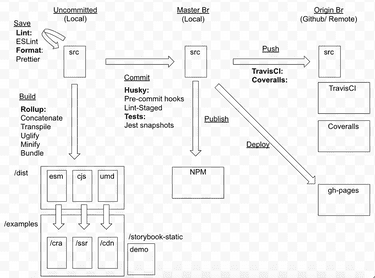 Uncommitted
(Local)
Master Br
(Local)
Origin Br
(Github/ Remote)
Save
Lint:
ESLint
Format:
Prettier
src
src
src
Push
TravisCI:
Coveralls:
Commit
Husky:
Pre-commit hooks
Lint-Staged
Tests:
Jest snapshots
TravisCI
Coveralls
Build
Rollup:
Concatenate
Transpile
Uglify
Minify
Bundle
Publish
Deploy
/dist
esm
cjs
umd
NPM
gh-pages
/examples
/cra
/ssr
/cdn
/storybook-static
demo